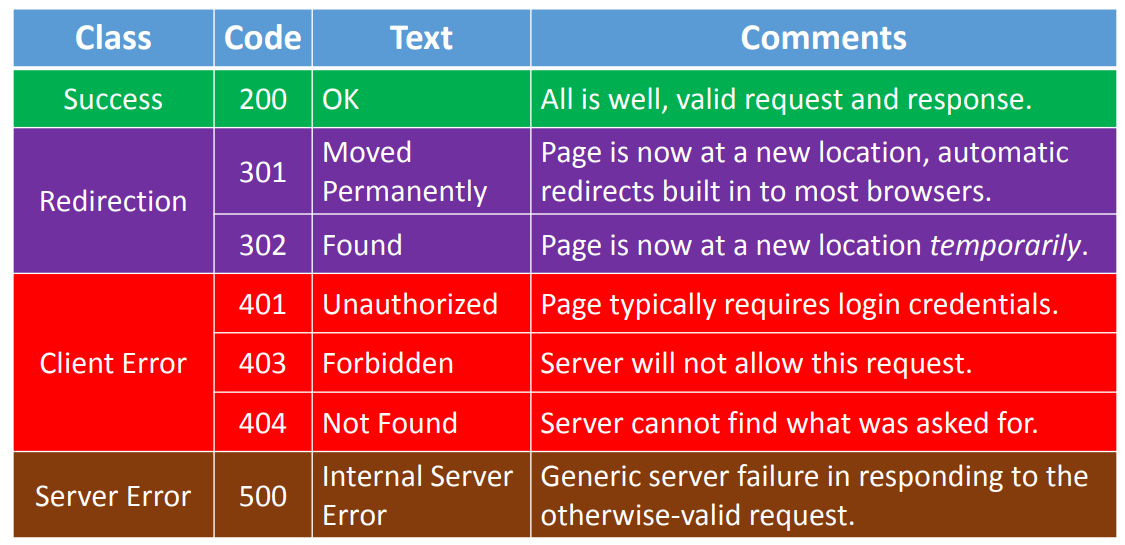 Class Code Text Comments
Success 200 OK All is well, valid request and response.
Redirection
301 Moved Permanently Page is now at a new location, automatic redirects built in to most browsers.
302 Found Page is now at a new location temporarily.
Client Error
401 Unauthorized Page typically requires login credentials.
403 Forbidden Server will not allow this request.
404 Not Found Server cannot find what was asked for.
Server Error 500 Internal Server Error Generic server failure in responding to the otherwise-valid request.